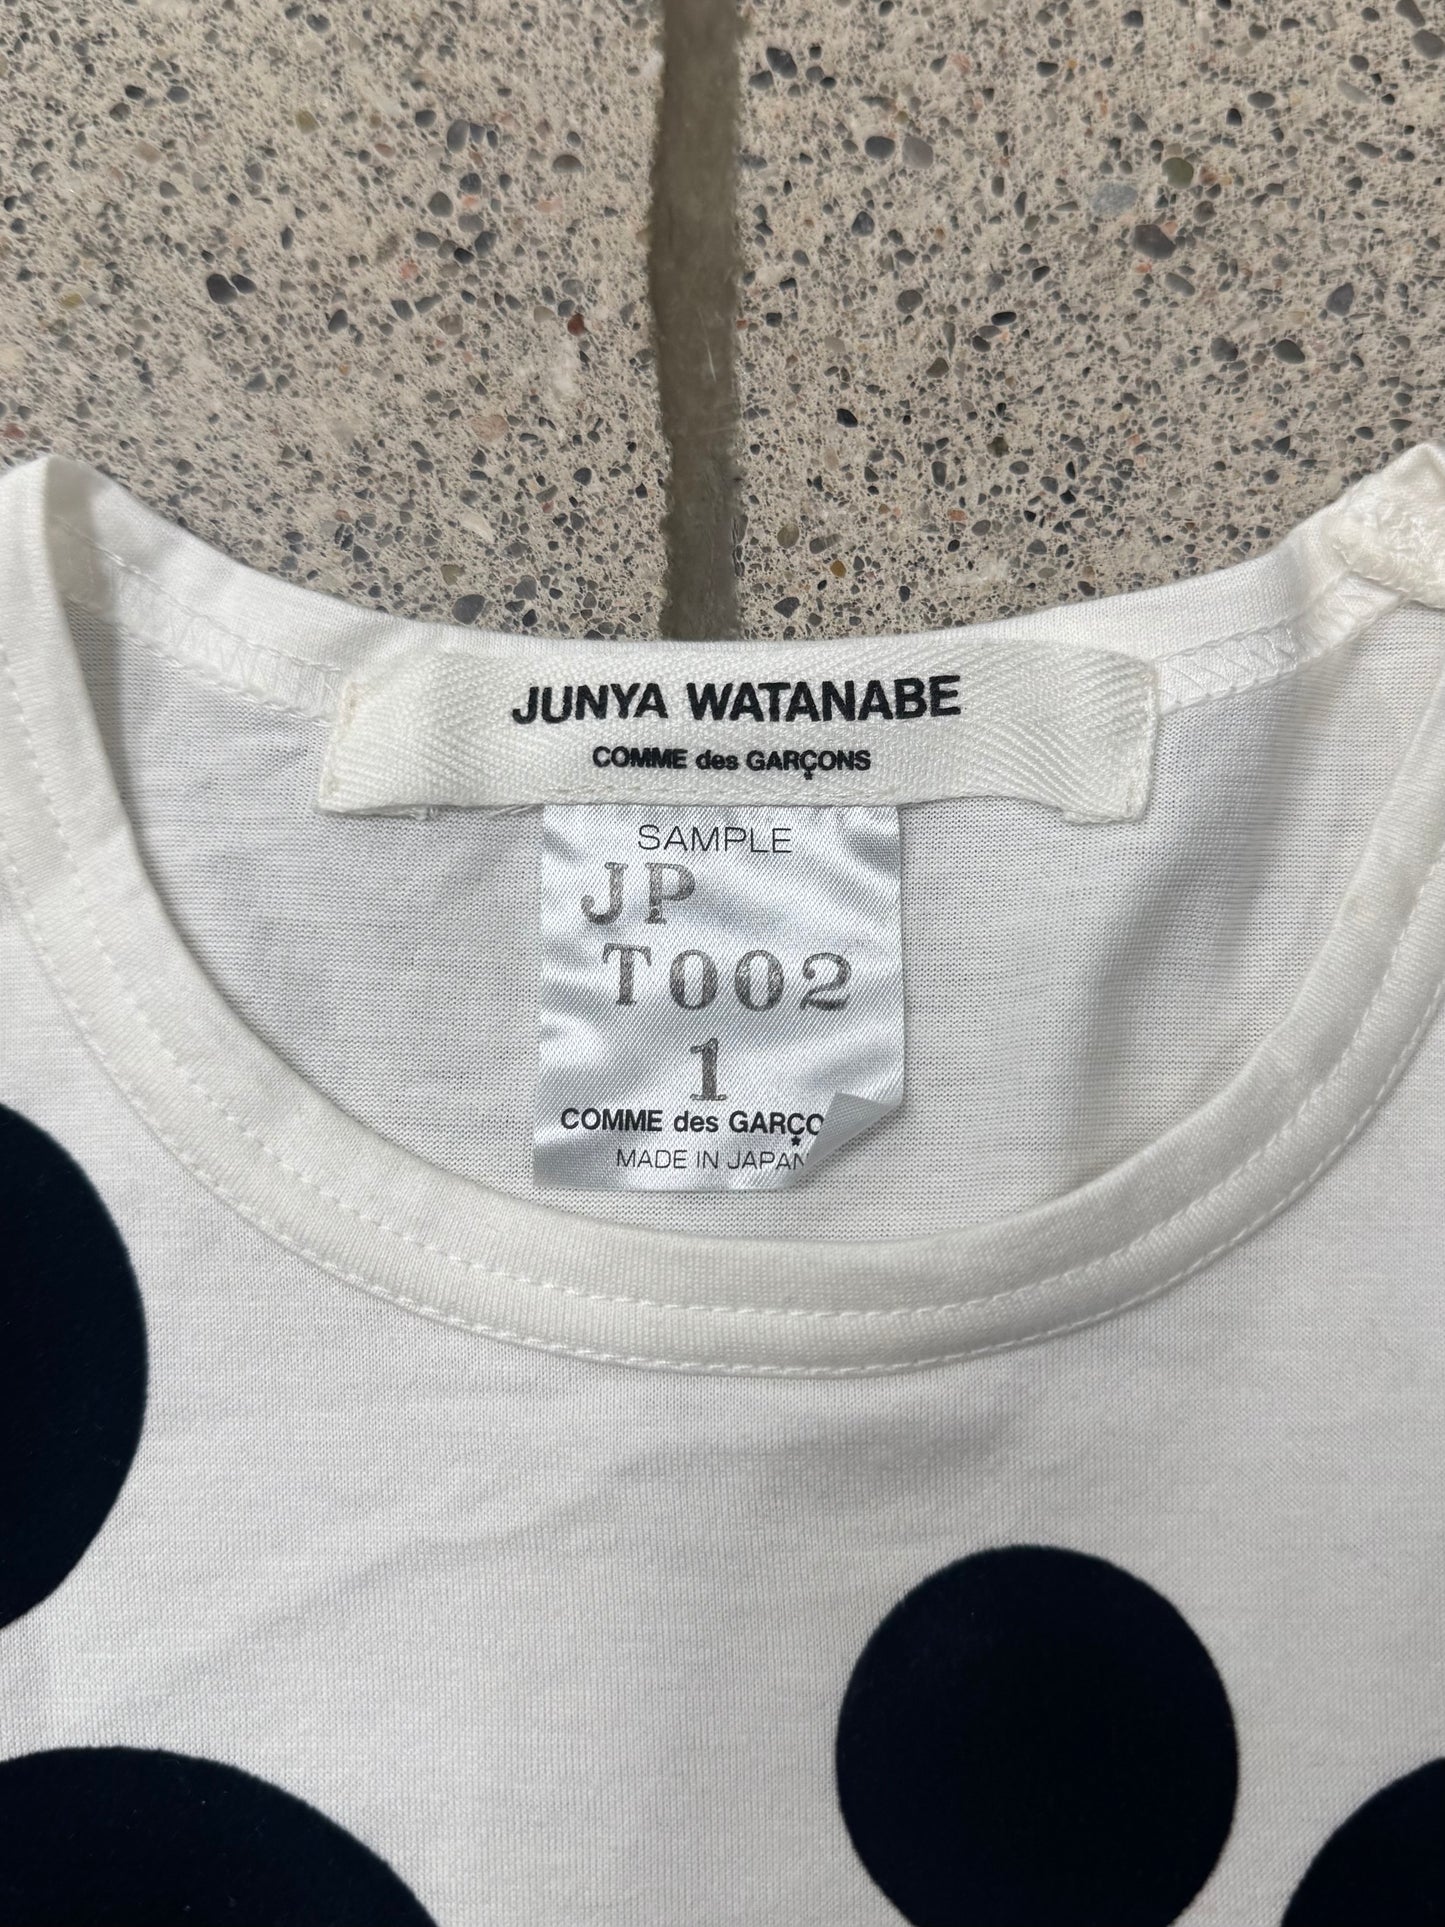 JUNYA WATANABE
COMME des GARÇONS
SAMPLE
JP
T002
1
COMME des GARÇO
MADE IN JAPAN